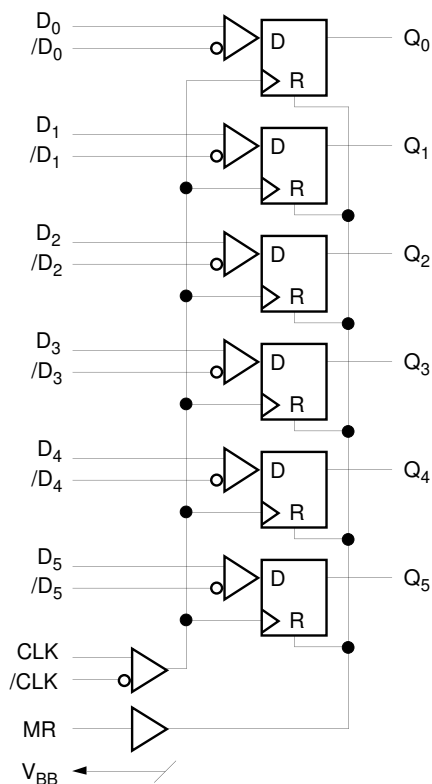 D0
/D0
D
R
Q0
D1
/D1
D
R
Q1
D2
/D2
D
R
Q2
D3
/D3
D
R
Q3
D4
/D4
D
R
Q4
D5
/D5
D
R
Q5
CLK
/CLK
MR
VBB